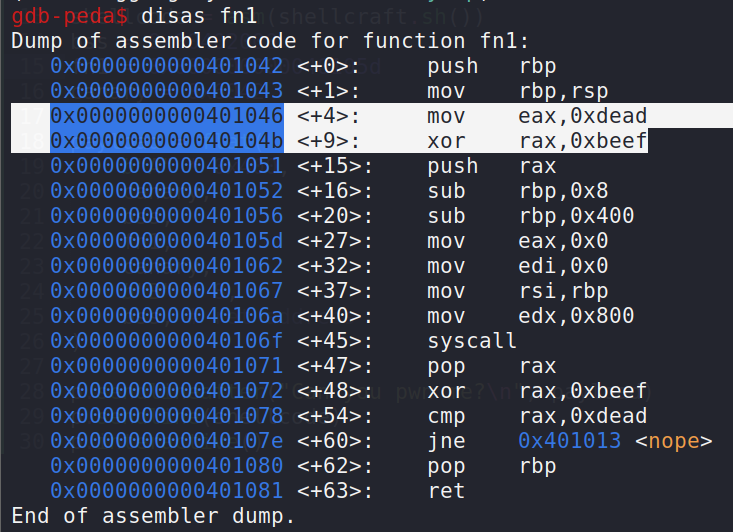 gdb-peda$ disas fn1
Dump of assembler code for function fn1:
0x0000000000401042 <+0>: push rbp
0x0000000000401043 <+1>: mov rbp,rsp
0x0000000000401046 <+4>: mov eax,0xdead
0x000000000040104b <+9>: xor rax,0xbeef
0x0000000000401051 <+15>: push rax
0x0000000000401052 <+16>: sub rbp,0x8
0x0000000000401056 <+20>: sub rbp,0x400
0x000000000040105d <+27>: mov eax,0x0
0x0000000000401062 <+32>: mov edi,0x0
0x0000000000401067 <+37>: mov rsi,rbp
0x000000000040106a <+40>: mov edx,0x800
0x000000000040106f <+45>: syscall
0x0000000000401071 <+47>: pop rax
0x0000000000401072 <+48>: xor rax,0xbeef
0x0000000000401078 <+54>: cmp rax,0xdead
0x000000000040107e <+60>: jne 0x401013 <nope>
0x0000000000401080 <+62>: pop rbp
0x0000000000401081 <+63>: ret
End of assembler dump.